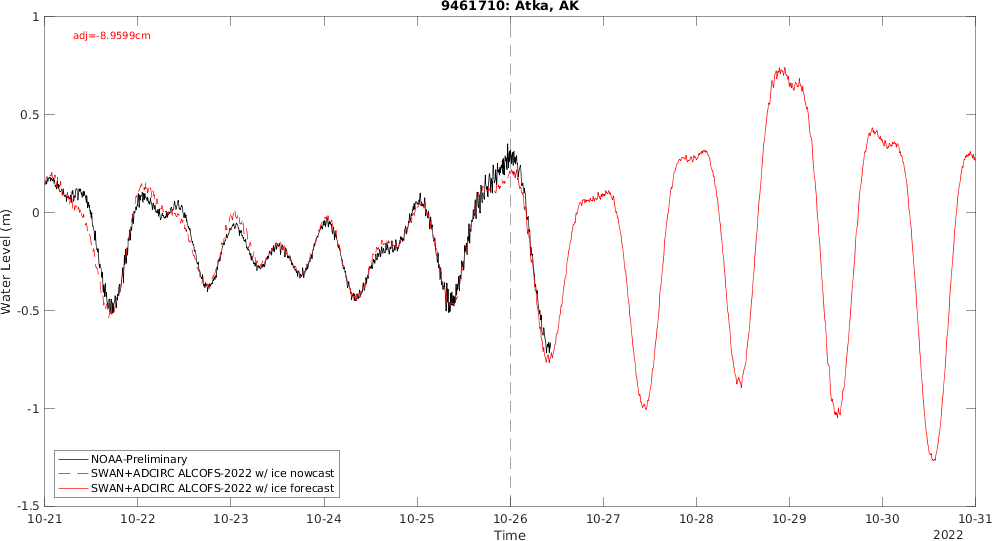 9461710: Atka, AK
adj=-8.9599cm
Water Level (m)
1
0.5
0
-0.5
-1
-1.5
NOAA-Preliminary
SWAN+ADCIRC ALCOFS-2022 w/ ice nowcast
SWAN+ADCIRC ALCOFS-2022 w/ ice forecast
10-21 10-22 10-23 10-24 10-25 10-26 10-27 10-28 10-29 10-30 10-31
Time
2022